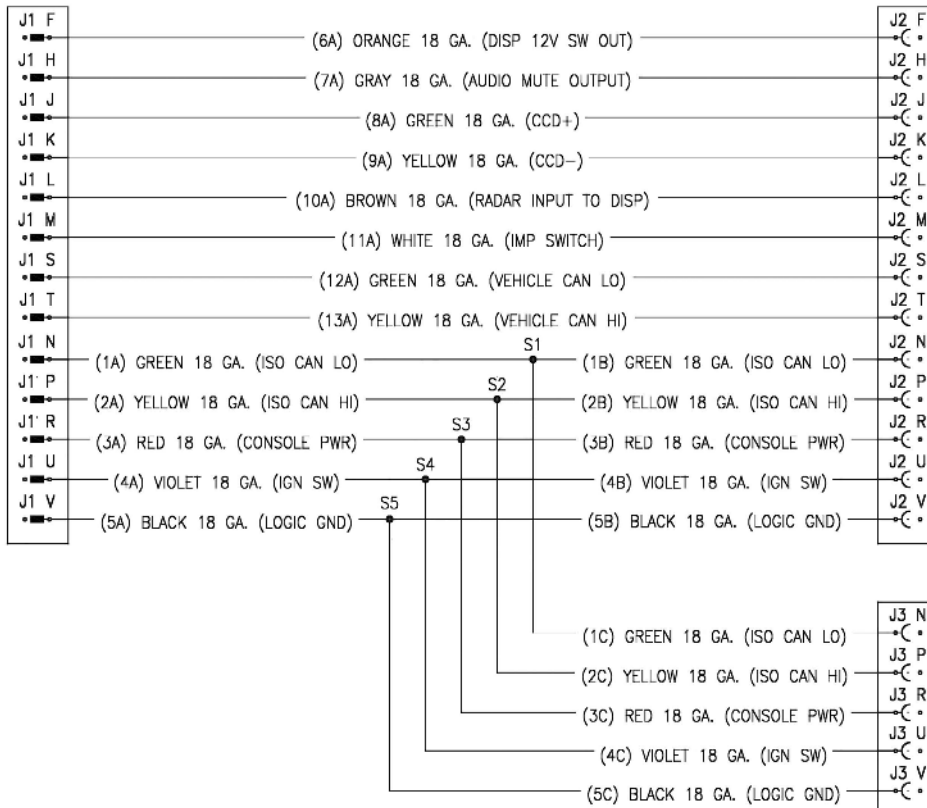 J1 F J2 F
(6A) ORANGE 18 GA. (DISP 12V SW OUT)
J1 H J2 H
(7A) GRAY 18 GA. (AUDIO MUTE OUTPUT)
J1 J J2 J
(8A) GREEN 18 GA. (CCD+)
J1 K J2 K
(9A) YELLOW 18 GA. (CCD-)
J1 L J2 L
(10A) BROWN 18 GA. (RADAR INPUT TO DISP)
J1 M J2 M
(11A) WHITE 18 GA. (IMP SWITCH)
J1 S J2 S
(12A) GREEN 18 GA. (VEHICLE CAN LO)
J1 T J2 T
(13A) YELLOW 18 GA. (VEHICLE CAN HI)
J1 N S1 J2 N
(1A) GREEN 18 GA. (ISO CAN LO) (1B) GREEN 18 GA. (ISO CAN LO)
J1 P S2 J2 P
(2A) YELLOW 18 GA. (ISO CAN HI) (2B) YELLOW 18 GA. (ISO CAN HI)
J1 R S3 J2 R
(3A) RED 18 GA. (CONSOLE PWR) (3B) RED 18 GA. (CONSOLE PWR)
J1 U S4 J2 U
(4A) VIOLET 18 GA. (IGN SW) (4B) VIOLET 18 GA. (IGN SW)
J1 V S5 J2 V
(5A) BLACK 18 GA. (LOGIC GND) (5B) BLACK 18 GA. (LOGIC GND)
J3 N
(1C) GREEN 18 GA. (ISO CAN LO)
J3 P
(2C) YELLOW 18 GA. (ISO CAN HI)
J3 R
(3C) RED 18 GA. (CONSOLE PWR)
J3 U
(4C) VIOLET 18 GA. (IGN SW)
J3 V
(5C) BLACK 18 GA. (LOGIC GND)